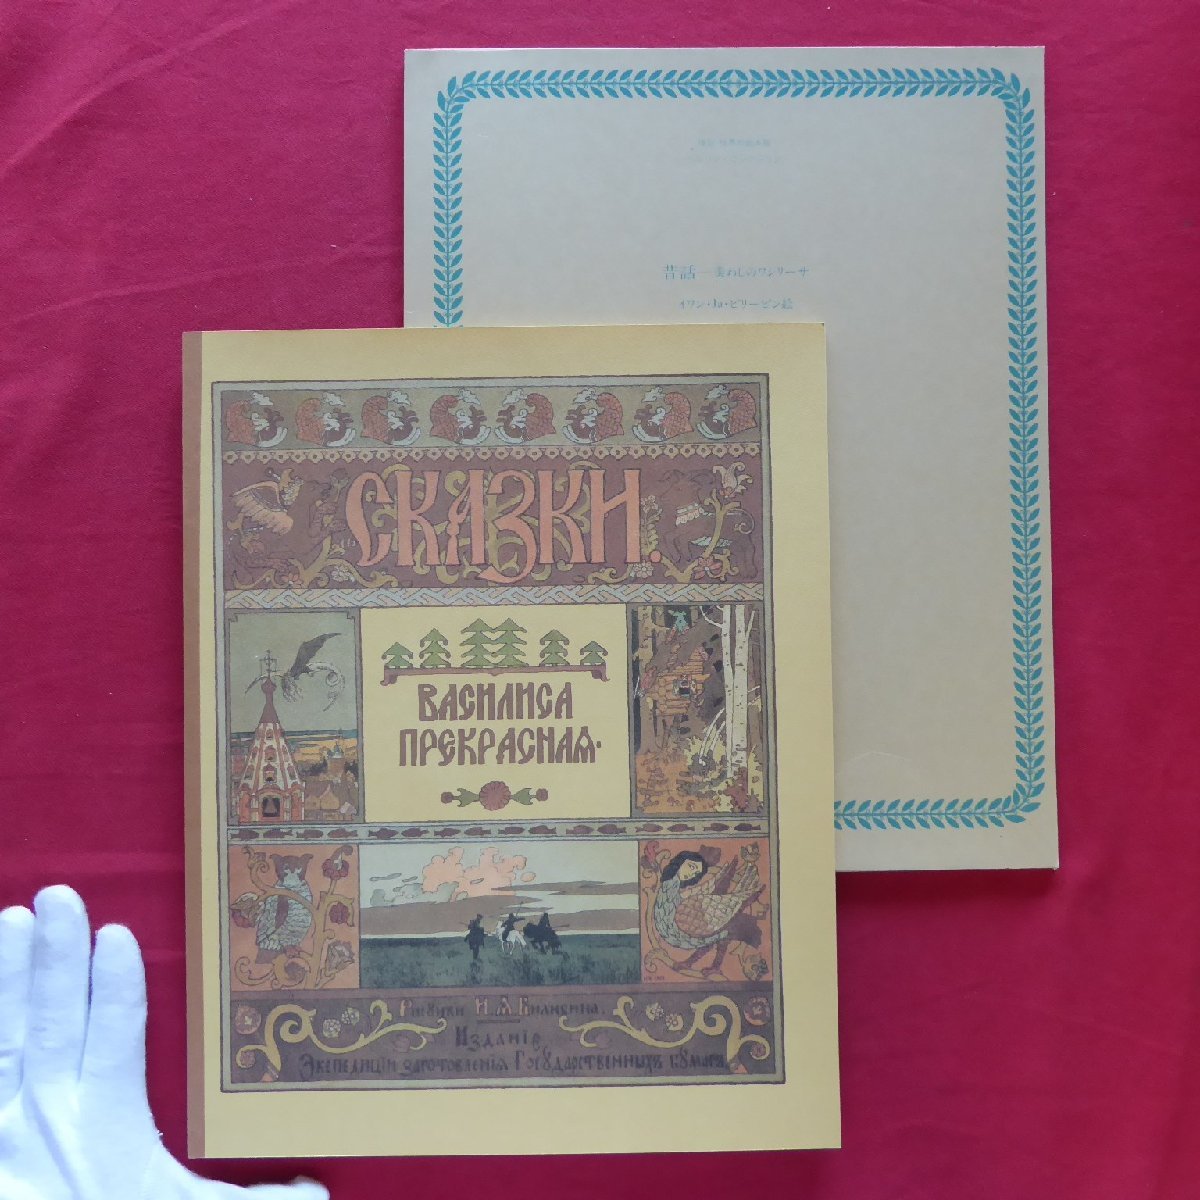 昔話―美わしのワシリーサ
イワン・Ia・ビリービン絵
СКАЗКИ.
ВАСИЛИСА
ПРЕКРАСНАЯ.
Рисунки И.Я.Билибина.
Изданіе
Экспедиціи заготовленія Государственныхъ бумагъ